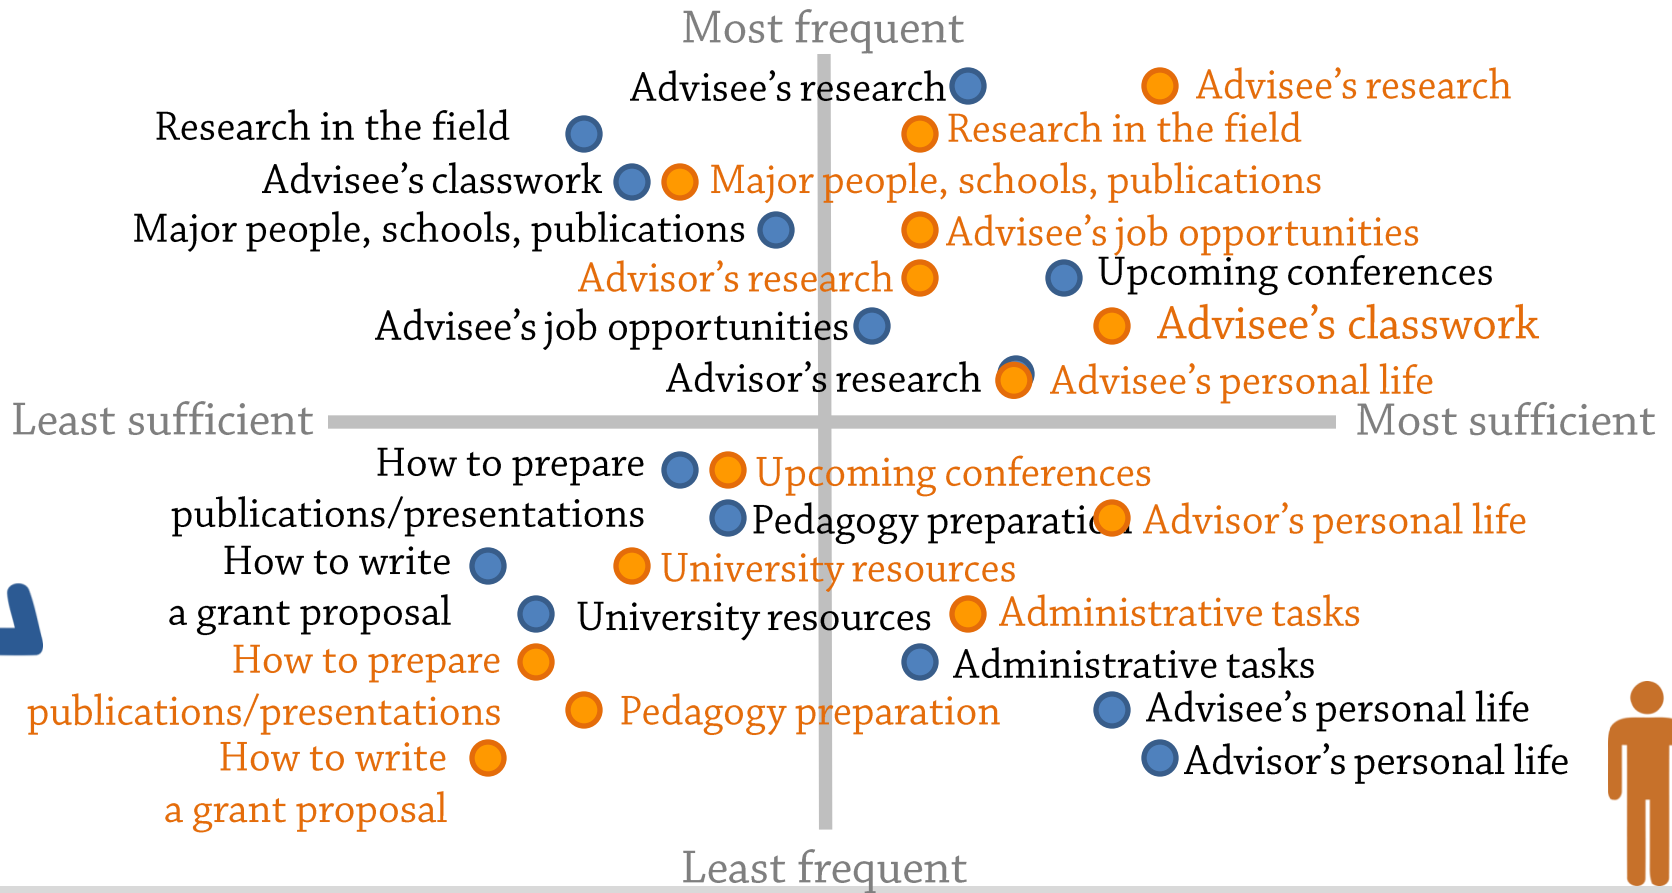 Most frequent
Advisee's research
Advisee's research
Research in the field
Research in the field
Advisee's classwork
Major people, schools, publications
Major people, schools, publications
Advisee's job opportunities
Advisor's research
Upcoming conferences
Advisee's job opportunities
Advisee's classwork
Advisor's research
Advisee's personal life
Least sufficient
Most sufficient
How to prepare
publications/presentations
Upcoming conferences
Pedagogy preparation
Advisor's personal life
How to write
a grant proposal
University resources
University resources
Administrative tasks
How to prepare
publications/presentations
Administrative tasks
Pedagogy preparation
Advisee's personal life
How to write
a grant proposal
Advisor's personal life
Least frequent